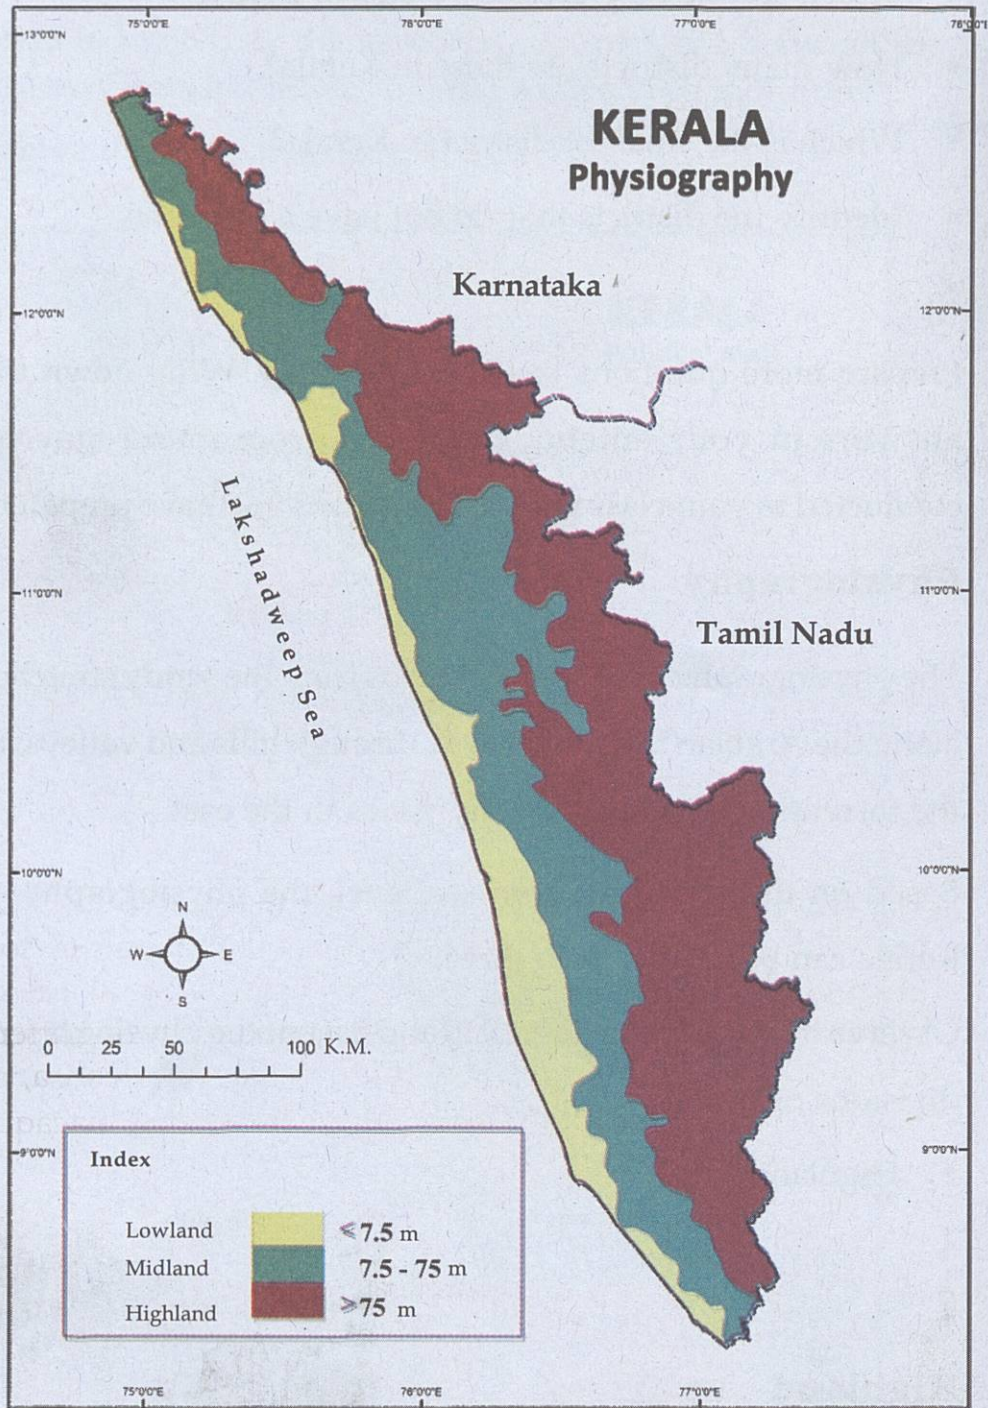 75°0'0"E 76°0'0"E 77°0'0"E
13°0'0"N
KERALA
Physiography
Karnataka
12°0'0"N 12°0'0"N
Lakshadweep Sea
11°0'0"N 11°0'0"N
Tamil Nadu
10°0'0"N 10°0'0"N
N
W E
S
0 25 50 100 K.M.
9°0'0"N 9°0'0"N
Index
Lowland ≤ 7.5 m
Midland 7.5 - 75 m
Highland ≥75 m
75°0'0"E 76°0'0"E 77°0'0"E